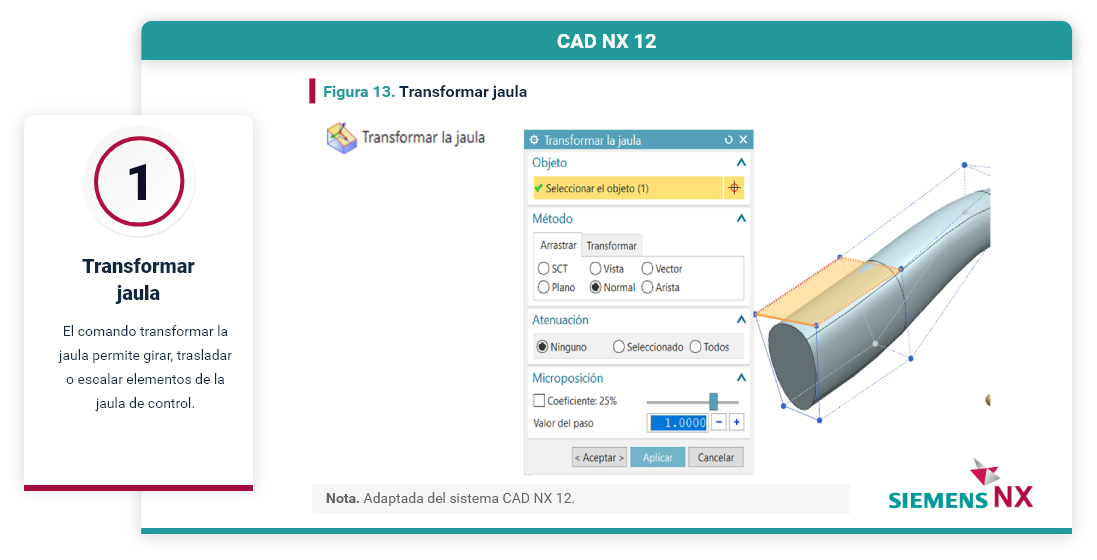 CAD NX 12
Figura 13. Transformar jaula
1
Transformar
jaula
El comando transformar la
jaula permite girar, trasladar
o escalar elementos de la
jaula de control.
Transformar la jaula
Transformar la jaula
Objeto
Seleccionar el objeto (1)
Método
Arrastrar Transformar
SCT Vista Vector
Plano Normal Arista
Atenuación
Ninguno Seleccionado Todos
Microposición
Coeficiente: 25%
Valor del paso 1.0000 - +
< Aceptar > Aplicar Cancelar
Nota. Adaptada del sistema CAD NX 12.
SIEMENS NX